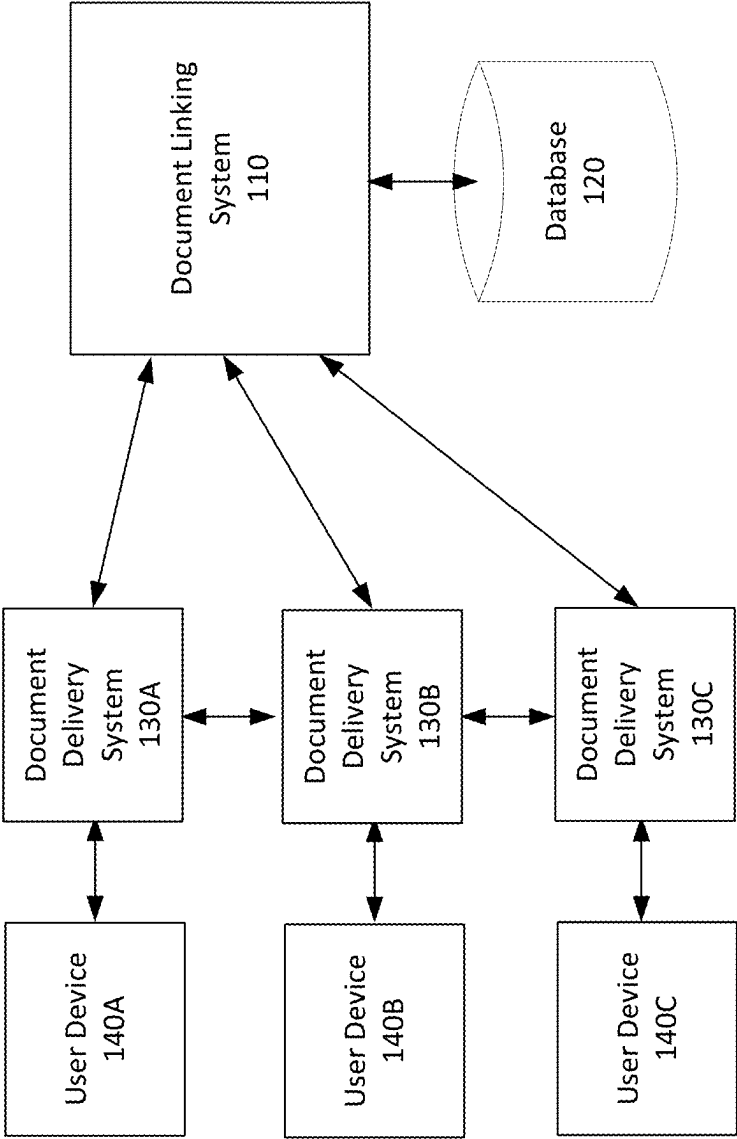 Document Linking
System
110
Database
120
Document
Delivery
System
130A
Document
Delivery
System
130B
Document
Delivery
System
130C
User Device
140A
User Device
140B
User Device
140C